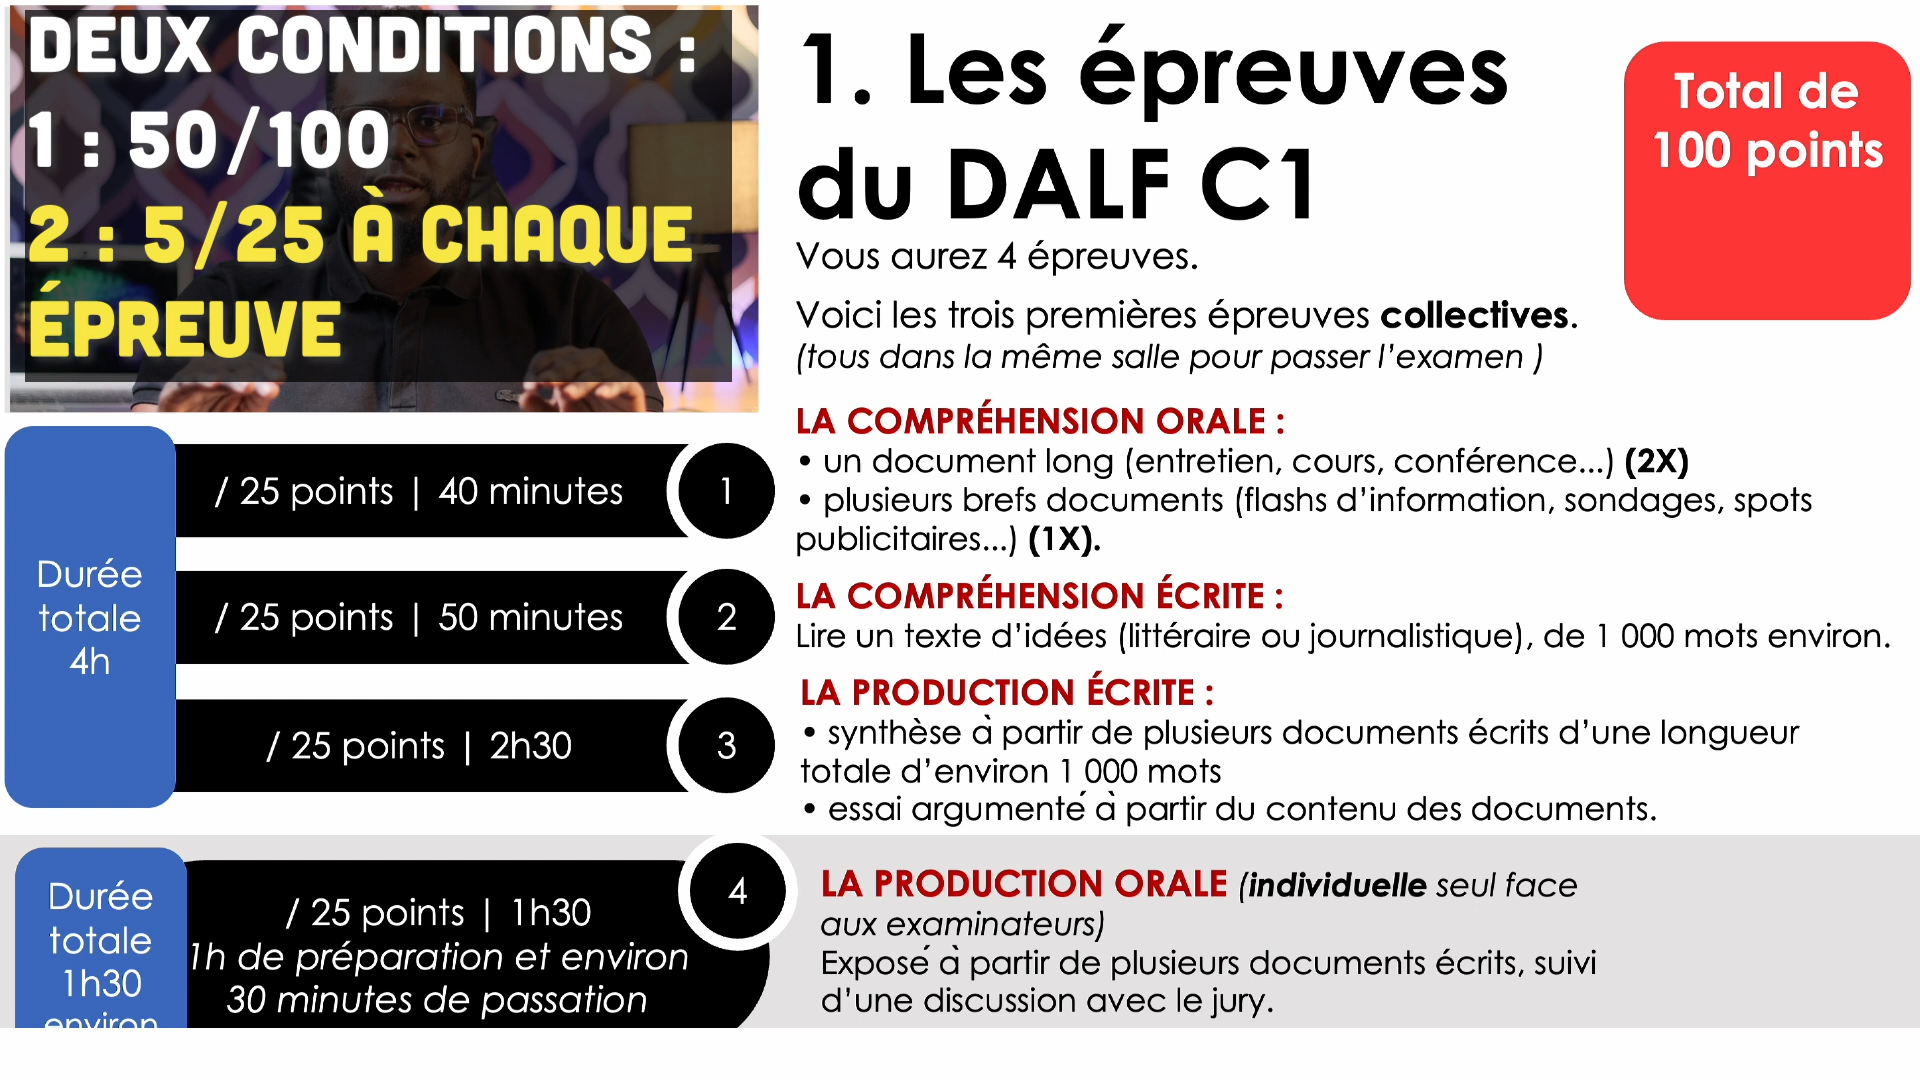 DEUX CONDITIONS :
1 : 50/100
2 : 5/25 À CHAQUE
ÉPREUVE
1. Les épreuves
du DALF C1
Total de
100 points
Vous aurez 4 épreuves.
Voici les trois premières épreuves collectives.
(tous dans la même salle pour passer l’examen )
Durée
totale
4h
/ 25 points | 40 minutes
1
LA COMPRÉHENSION ORALE :
• un document long (entretien, cours, conférence...) (2X)
• plusieurs brefs documents (flashs d’information, sondages, spots
publicitaires...) (1X).
/ 25 points | 50 minutes
2
LA COMPRÉHENSION ÉCRITE :
Lire un texte d’idées (littéraire ou journalistique), de 1 000 mots environ.
/ 25 points | 2h30
3
LA PRODUCTION ÉCRITE :
• synthèse à partir de plusieurs documents écrits d’une longueur
totale d’environ 1 000 mots
• essai argumenté à partir du contenu des documents.
Durée
totale
1h30
environ
/ 25 points | 1h30
1h de préparation et environ
30 minutes de passation
4
LA PRODUCTION ORALE (individuelle seul face
aux examinateurs)
Exposé à partir de plusieurs documents écrits, suivi
d’une discussion avec le jury.